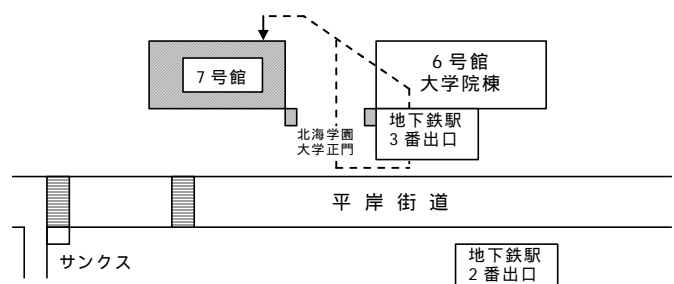 7号館
6号館
大学院棟
地下鉄駅
3番出口
北海学園
大学正門
平岸街道
サンクス
地下鉄駅
2番出口